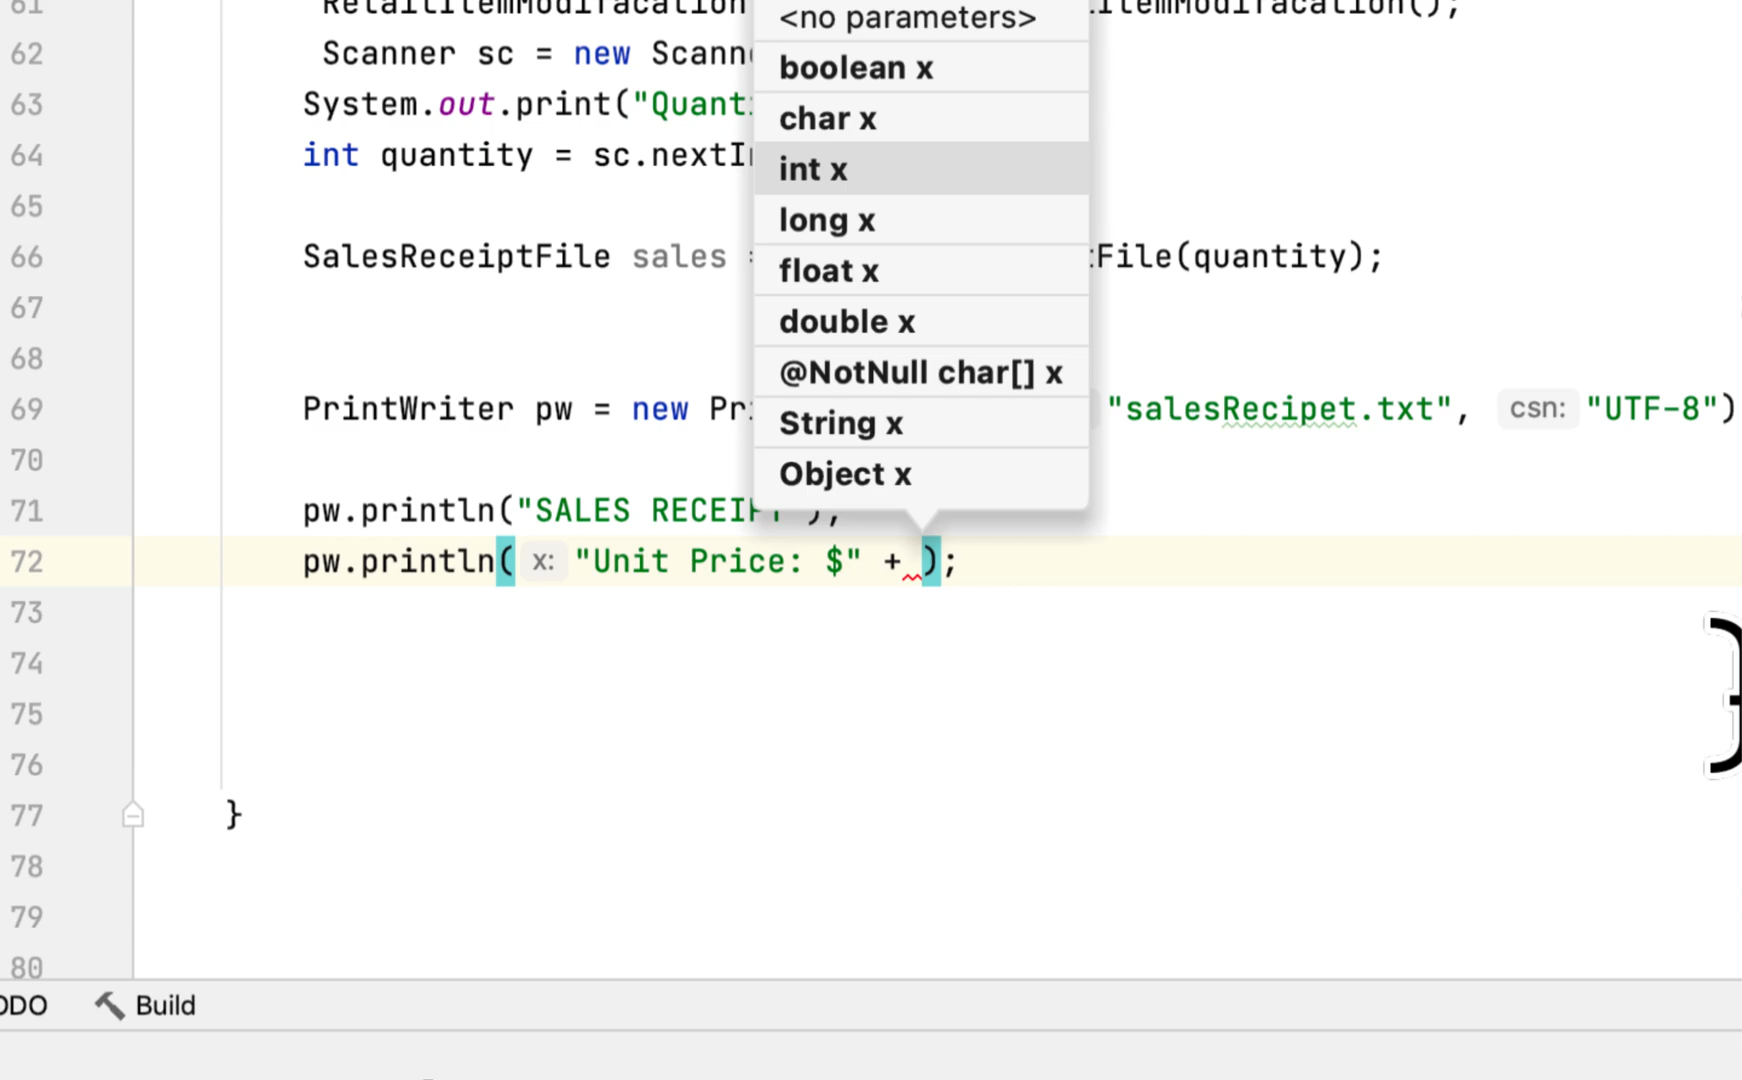 61 RetailItemModifacation itemModifacation();
<no parameters>
62 Scanner sc = new Scann
boolean x
63 System.out.print("Quant
char x
64 int quantity = sc.nextI
int x
65
long x
66 SalesReceiptFile sales = File(quantity);
float x
67
double x
68
@NotNull char[] x
69 PrintWriter pw = new Pr "salesRecipet.txt", csn: "UTF-8")
String x
70
Object x
71 pw.println("SALES RECEIPT");
72 pw.println( x: "Unit Price: $" + );
73
74
75
76
77 }
78
79
80
ODO Build